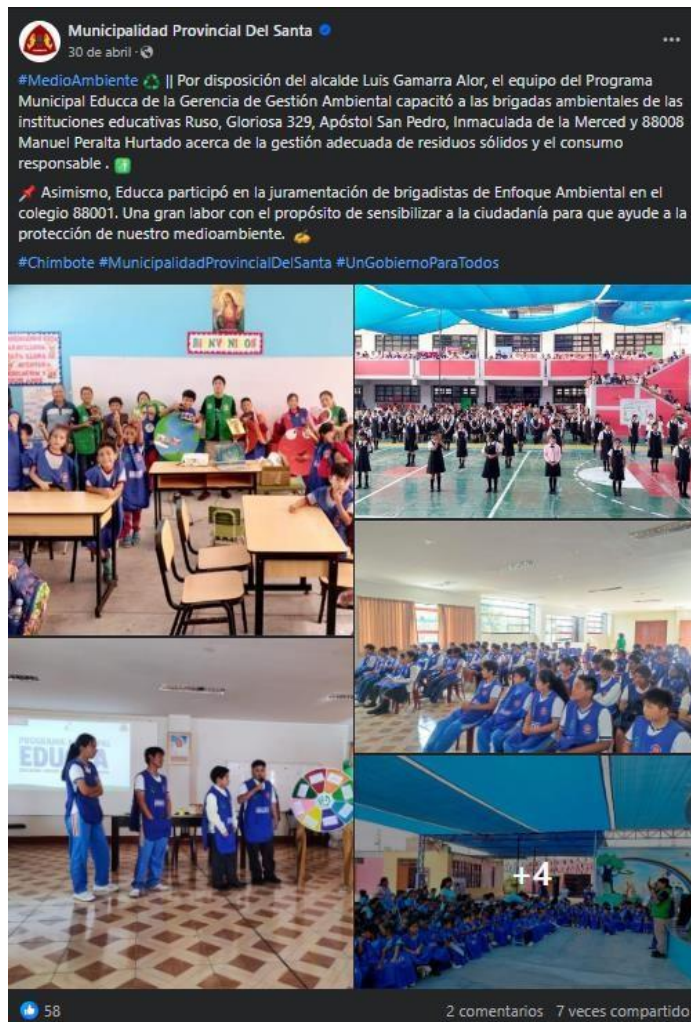 Municipalidad Provincial Del Santa
30 de abril ·
#MedioAmbiente || Por disposición del alcalde Luis Gamarra Alor, el equipo del Programa
Municipal Educca de la Gerencia de Gestión Ambiental capacitó a las brigadas ambientales de las
instituciones educativas Ruso, Gloriosa 329, Apóstol San Pedro, Inmaculada de la Merced y 88008
Manuel Peralta Hurtado acerca de la gestión adecuada de residuos sólidos y el consumo
responsable .
Asimismo, Educca participó en la juramentación de brigadistas de Enfoque Ambiental en el
colegio 88001. Una gran labor con el propósito de sensibilizar a la ciudadanía para que ayude a la
protección de nuestro medioambiente.
#Chimbote #MunicipalidadProvincialDelSanta #UnGobiernoParaTodos
BIENVENIDOS
+4
58
2 comentarios 7 veces compartido